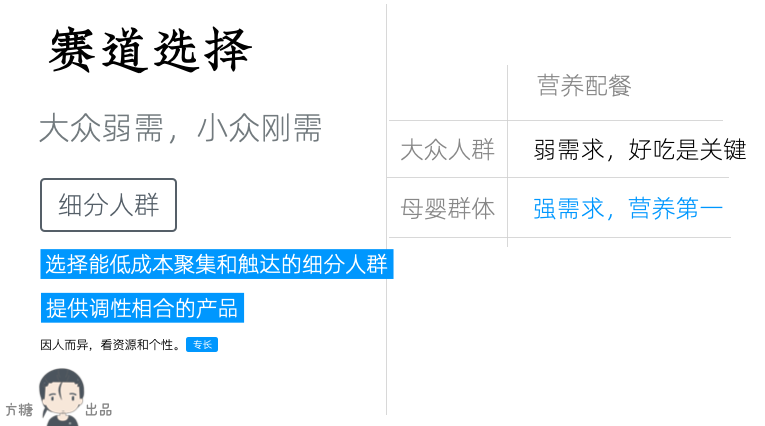 赛道选择
大众弱需，小众刚需
细分人群
选择能低成本聚集和触达的细分人群
提供调性相合的产品
因人而异，看资源和个性。 专长
方糖 出品
营养配餐
大众人群 弱需求，好吃是关键
母婴群体 强需求，营养第一